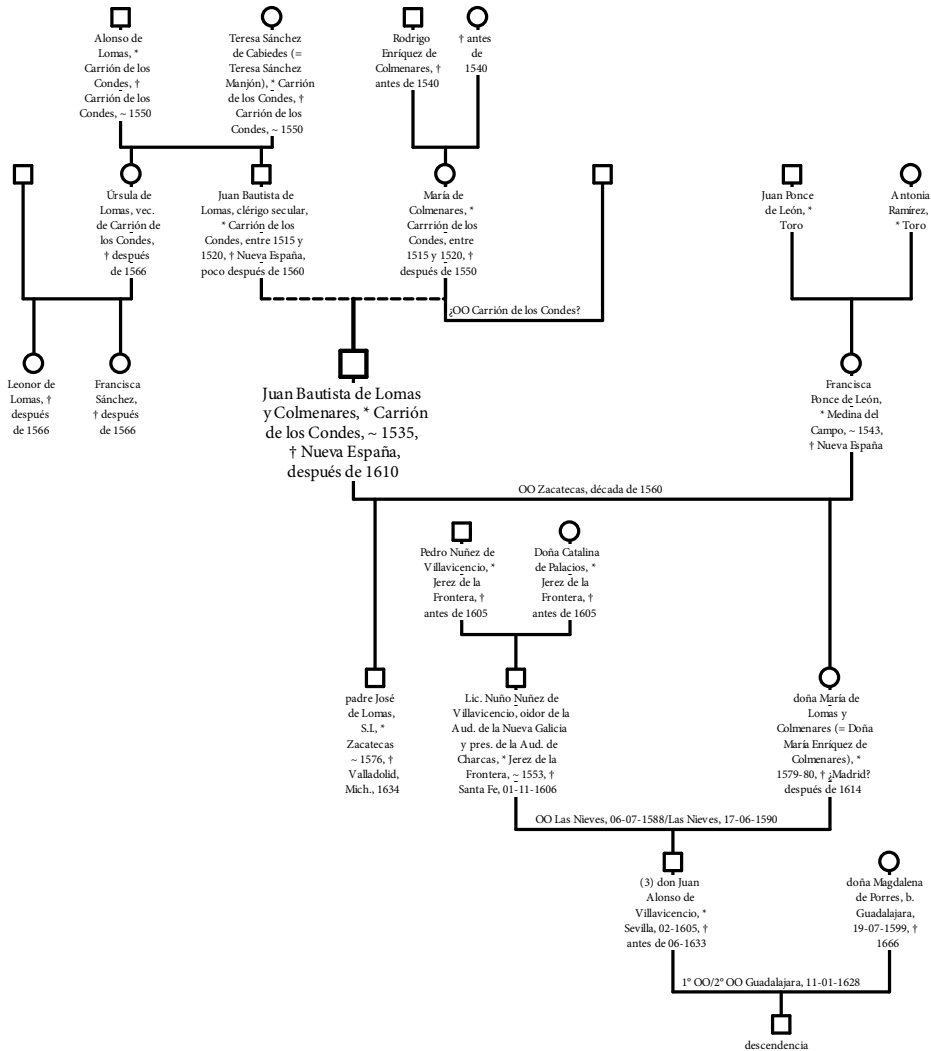 Alonso de
Lomas, *
Carrión de los
Condes, †
Carrión de los
Condes, ~ 1550
Teresa Sánchez
de Cabiedes (=
Teresa Sánchez
Manjón), * Carrión
de los Condes, †
Carrión de los
Condes, ~ 1550
Rodrigo
Enríquez de
Colmenares, †
antes de 1540
† antes
de
1540
Úrsula de
Lomas, vec.
de Carrión de
los Condes,
† después
de 1566
Juan Bautista de
Lomas, clérigo secular,
* Carrión de los
Condes, entre 1515 y
1520, † Nueva España,
poco después de 1560
María de
Colmenares, *
Carrrión de los
Condes, entre
1515 y 1520, †
después de 1550
Juan Ponce
de León, *
Toro
Antonia
Ramírez,
* Toro
¿OO Carrión de los Condes?
Leonor de
Lomas, †
después
de 1566
Francisca
Sánchez,
† después
de 1566
Juan Bautista de Lomas
y Colmenares, * Carrión
de los Condes, ~ 1535,
† Nueva España,
después de 1610
Francisca
Ponce de León,
* Medina del
Campo, ~ 1543,
† Nueva España
OO Zacatecas, década de 1560
Pedro Nuñez de
Villavicencio, *
Jerez de la
Frontera, †
antes de 1605
Doña Catalina
de Palacios, *
Jerez de la
Frontera, †
antes de 1605
padre José
de Lomas,
S.I., *
Zacatecas
~ 1576, †
Valladolid,
Mich., 1634
Lic. Nuño Nuñez de
Villavicencio, oidor de la
Aud. de la Nueva Galicia
y pres. de la Aud. de
Charcas, * Jerez de la
Frontera, ~ 1553, †
Santa Fe, 01-11-1606
doña María de
Lomas y
Colmenares (= Doña
María Enríquez de
Colmenares), *
1579-80, † ¿Madrid?
después de 1614
OO Las Nieves, 06-07-1588/Las Nieves, 17-06-1590
(3) don Juan
Alonso de
Villavicencio, *
Sevilla, 02-1605, †
antes de 06-1633
doña Magdalena
de Porres, b.
Guadalajara,
19-07-1599, †
1666
1° OO/2° OO Guadalajara, 11-01-1628
descendencia